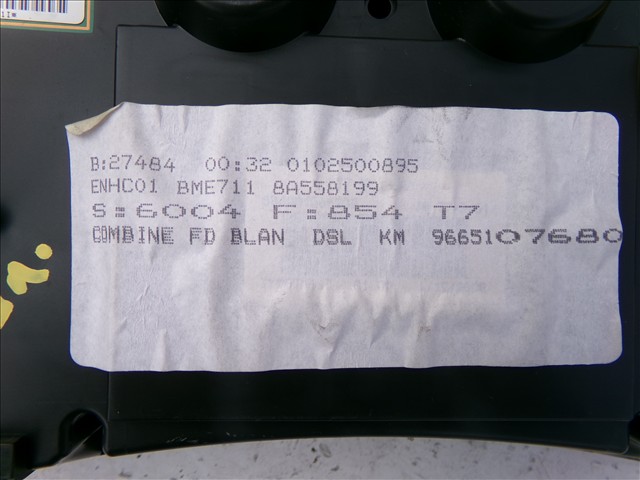 B:27484 00:32 0102500895
ENHC01 BME711 8A558199
S:6004 F:854 T7
COMBINE FD BLAN DSL KM 9665107680